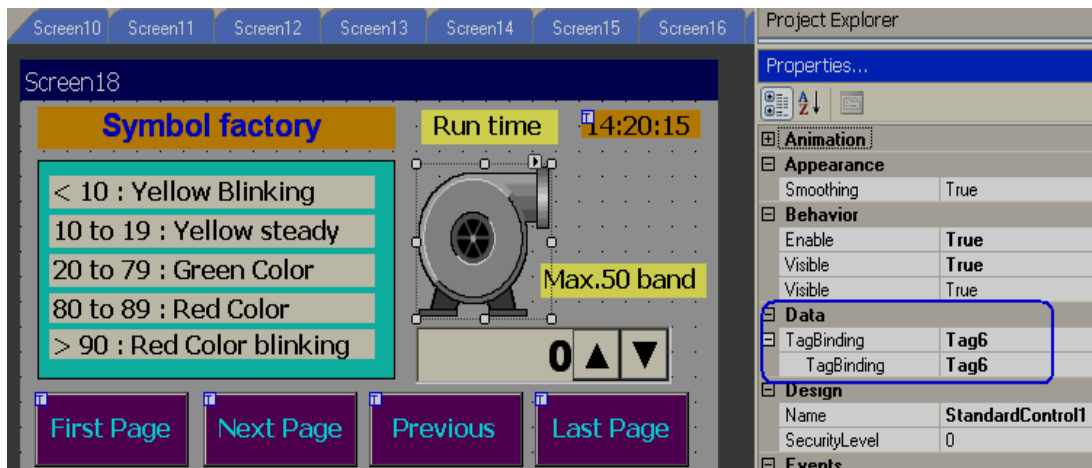 Screen10 Screen11 Screen12 Screen13 Screen14 Screen15 Screen16
Screen18
Symbol factory
Run time
T
14:20:15
< 10 : Yellow Blinking
10 to 19 : Yellow steady
20 to 79 : Green Color
80 to 89 : Red Color
> 90 : Red Color blinking
Max.50 band
0
T
First Page
T
Next Page
T
Previous
T
Last Page
Project Explorer
Properties...
Animation
Appearance
Smoothing True
Behavior
Enable True
Visible True
Visible True
Data
TagBinding Tag6
TagBinding Tag6
Design
Name StandardControl1
SecurityLevel 0
Events